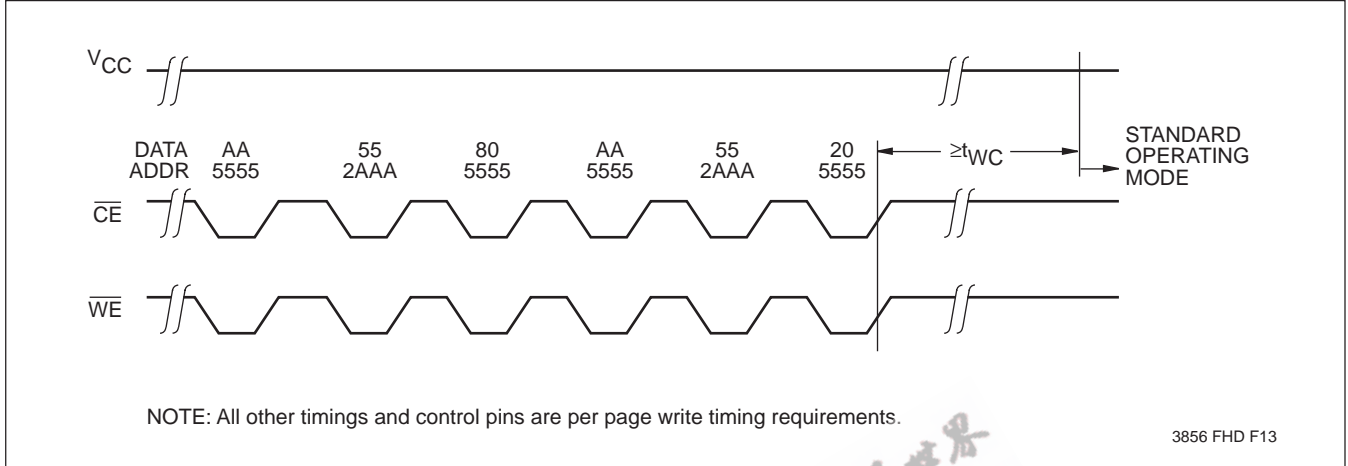 VCC
DATA AA 55 80 AA 55 20
ADDR 5555 2AAA 5555 5555 2AAA 5555
≥tWC
STANDARD
OPERATING
MODE
CE
WE
NOTE: All other timings and control pins are per page write timing requirements.
3856 FHD F13